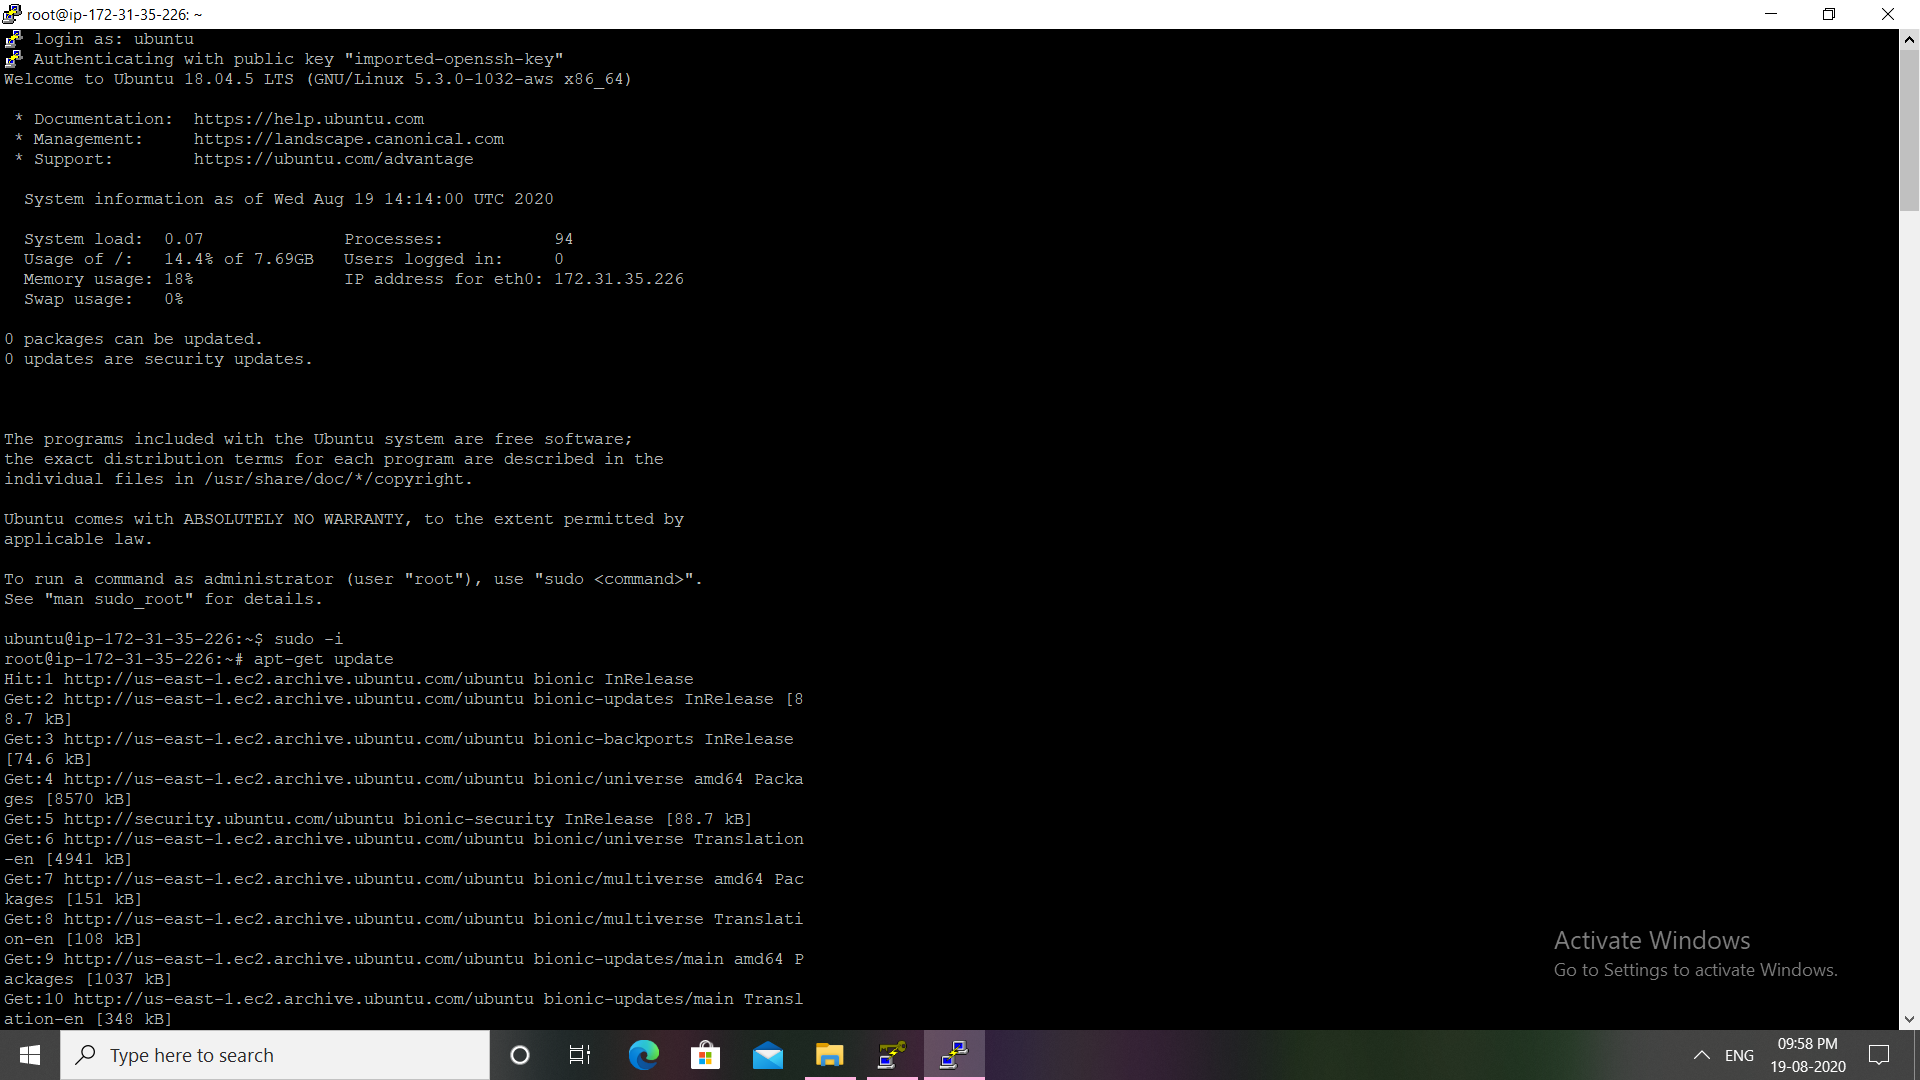 root@ip-172-31-35-226: ~
login as: ubuntu
Authenticating with public key "imported-openssh-key"
Welcome to Ubuntu 18.04.5 LTS (GNU/Linux 5.3.0-1032-aws x86_64)
* Documentation:  https://help.ubuntu.com
* Management:     https://landscape.canonical.com
* Support:        https://ubuntu.com/advantage
System information as of Wed Aug 19 14:14:00 UTC 2020
System load:  0.07              Processes:           94
Usage of /:   14.4% of 7.69GB   Users logged in:     0
Memory usage: 18%               IP address for eth0: 172.31.35.226
Swap usage:   0%
0 packages can be updated.
0 updates are security updates.
The programs included with the Ubuntu system are free software;
the exact distribution terms for each program are described in the
individual files in /usr/share/doc/*/copyright.
Ubuntu comes with ABSOLUTELY NO WARRANTY, to the extent permitted by
applicable law.
To run a command as administrator (user "root"), use "sudo <command>".
See "man sudo_root" for details.
ubuntu@ip-172-31-35-226:~$ sudo -i
root@ip-172-31-35-226:~# apt-get update
Hit:1 http://us-east-1.ec2.archive.ubuntu.com/ubuntu bionic InRelease
Get:2 http://us-east-1.ec2.archive.ubuntu.com/ubuntu bionic-updates InRelease [8
8.7 kB]
Get:3 http://us-east-1.ec2.archive.ubuntu.com/ubuntu bionic-backports InRelease
[74.6 kB]
Get:4 http://us-east-1.ec2.archive.ubuntu.com/ubuntu bionic/universe amd64 Packa
ges [8570 kB]
Get:5 http://security.ubuntu.com/ubuntu bionic-security InRelease [88.7 kB]
Get:6 http://us-east-1.ec2.archive.ubuntu.com/ubuntu bionic/universe Translation
-en [4941 kB]
Get:7 http://us-east-1.ec2.archive.ubuntu.com/ubuntu bionic/multiverse amd64 Pac
kages [151 kB]
Get:8 http://us-east-1.ec2.archive.ubuntu.com/ubuntu bionic/multiverse Translati
on-en [108 kB]
Get:9 http://us-east-1.ec2.archive.ubuntu.com/ubuntu bionic-updates/main amd64 P
ackages [1037 kB]
Get:10 http://us-east-1.ec2.archive.ubuntu.com/ubuntu bionic-updates/main Transl
ation-en [348 kB]
Activate Windows
Go to Settings to activate Windows.
Type here to search
ENG
09:58 PM
19-08-2020